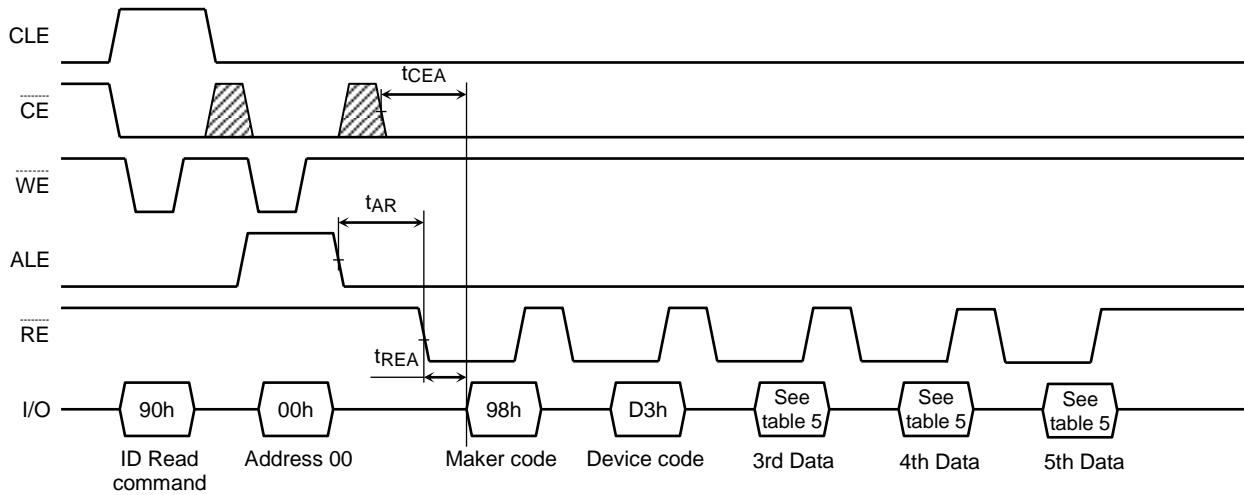 CLE
tCEA
CE
WE
tAR
ALE
RE
tREA
I/O
90h
00h
98h
D3h
See
table 5
See
table 5
See
table 5
ID Read
command
Address 00
Maker code
Device code
3rd Data
4th Data
5th Data